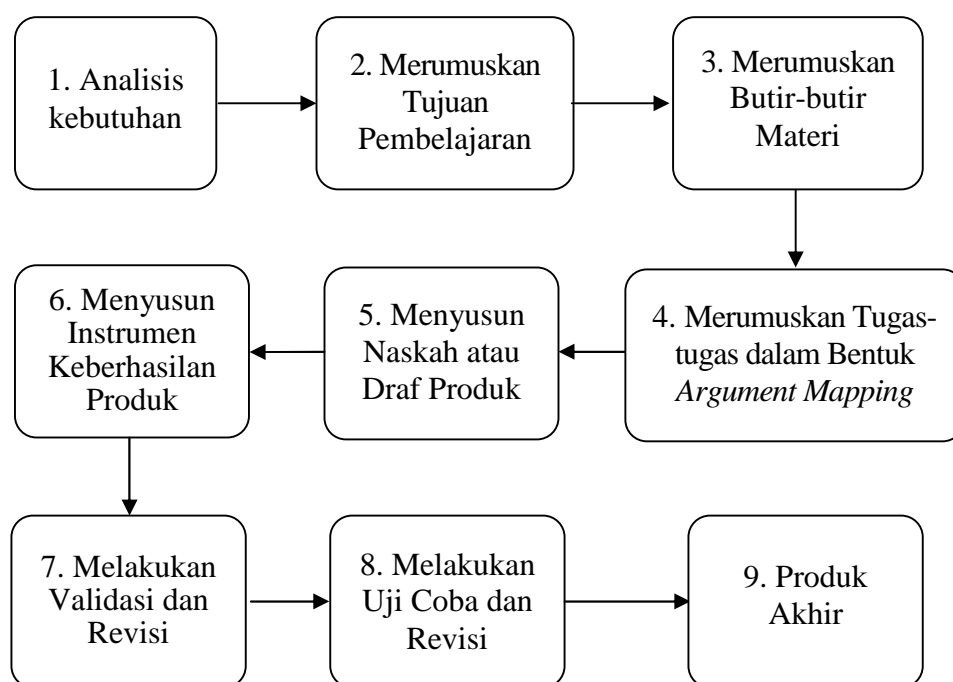 1. Analisis
kebutuhan
2. Merumuskan
Tujuan
Pembelajaran
3. Merumuskan
Butir-butir
Materi
4. Merumuskan Tugas-
tugas dalam Bentuk
Argument Mapping
5. Menyusun
Naskah atau
Draf Produk
6. Menyusun
Instrumen
Keberhasilan
Produk
7. Melakukan
Validasi dan
Revisi
8. Melakukan
Uji Coba dan
Revisi
9. Produk
Akhir